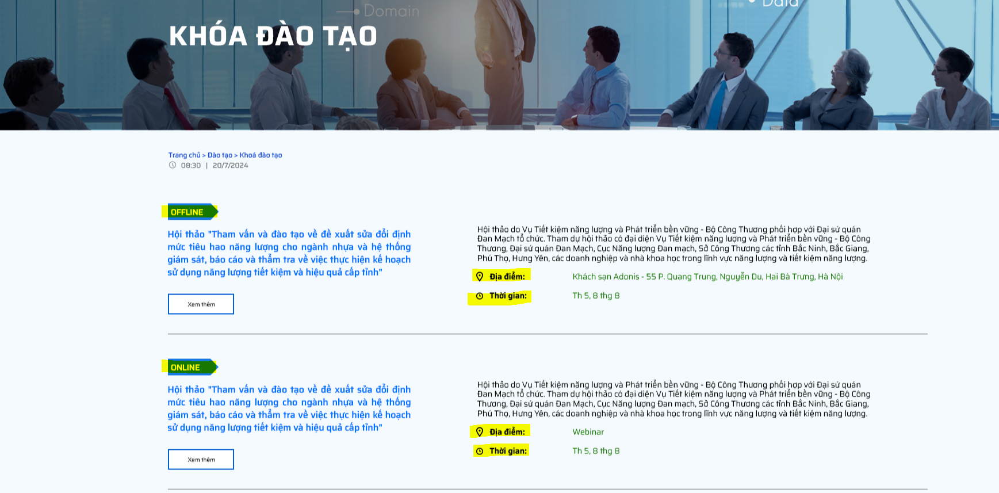 Domain
Data
KHÓA ĐÀO TẠO
Trang chủ > Đào tạo > Khoá đào tạo
08:30 | 20/7/2024
OFFLINE
Hội thảo "Tham vấn và đào tạo về đề xuất sửa đổi định
mức tiêu hao năng lượng cho ngành nhựa và hệ thống
giám sát, báo cáo và thẩm tra về việc thực hiện kế hoạch
sử dụng năng lượng tiết kiệm và hiệu quả cấp tỉnh"
Xem thêm
Hội thảo do Vụ Tiết kiệm năng lượng và Phát triển bền vững - Bộ Công Thương phối hợp với Đại sứ quán
Đan Mạch tổ chức. Tham dự hội thảo có đại diện Vụ Tiết kiệm năng lượng và Phát triển bền vững - Bộ Công
Thương, Đại sứ quán Đan Mạch, Cục Năng lượng Đan mạch, Sở Công Thương các tỉnh Bắc Ninh, Bắc Giang,
Phú Thọ, Hưng Yên, các doanh nghiệp và nhà khoa học trong lĩnh vực năng lượng và tiết kiệm năng lượng.
Địa điểm: Khách sạn Adonis - 55 P. Quang Trung, Nguyễn Du, Hai Bà Trưng, Hà Nội
Thời gian: Th 5, 8 thg 8
ONLINE
Hội thảo "Tham vấn và đào tạo về đề xuất sửa đổi định
mức tiêu hao năng lượng cho ngành nhựa và hệ thống
giám sát, báo cáo và thẩm tra về việc thực hiện kế hoạch
sử dụng năng lượng tiết kiệm và hiệu quả cấp tỉnh"
Xem thêm
Hội thảo do Vụ Tiết kiệm năng lượng và Phát triển bền vững - Bộ Công Thương phối hợp với Đại sứ quán
Đan Mạch tổ chức. Tham dự hội thảo có đại diện Vụ Tiết kiệm năng lượng và Phát triển bền vững - Bộ Công
Thương, Đại sứ quán Đan Mạch, Cục Năng lượng Đan mạch, Sở Công Thương các tỉnh Bắc Ninh, Bắc Giang,
Phú Thọ, Hưng Yên, các doanh nghiệp và nhà khoa học trong lĩnh vực năng lượng và tiết kiệm năng lượng.
Địa điểm: Webinar
Thời gian: Th 5, 8 thg 8